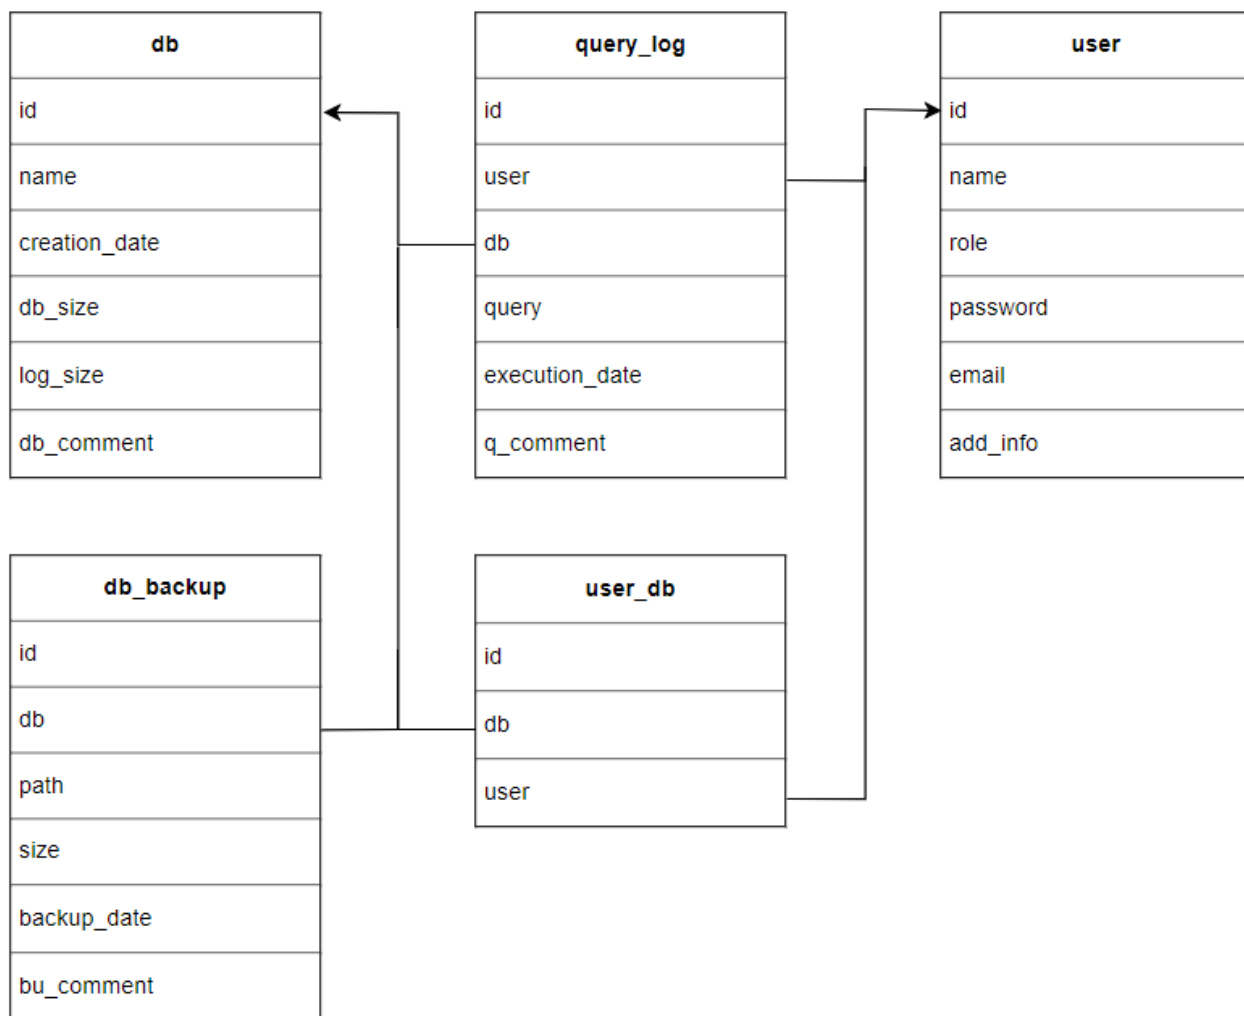 db
id
name
creation_date
db_size
log_size
db_comment
query_log
id
user
db
query
execution_date
q_comment
user
id
name
role
password
email
add_info
db_backup
id
db
path
size
backup_date
bu_comment
user_db
id
db
user